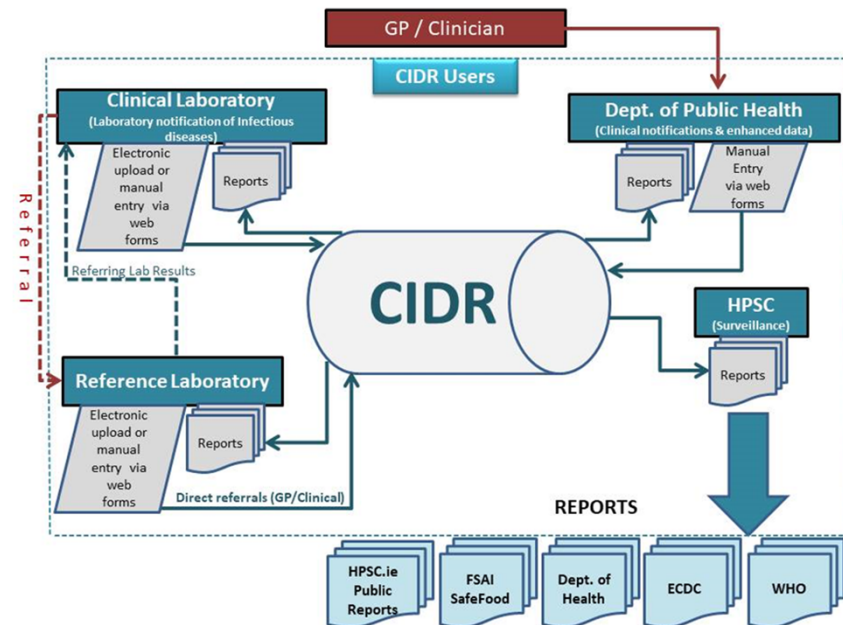 GP / Clinician
CIDR Users
Clinical Laboratory
(Laboratory notification of Infectious
diseases)
Electronic
upload or
manual
entry via
web
forms
Reports
Dept. of Public Health
(Clinical notifications & enhanced data)
Reports
Manual
Entry
via web
forms
Referral
Referring Lab Results
CIDR
HPSC
(Surveillance)
Reports
Reference Laboratory
Electronic
upload or
manual
entry via
web
forms
Reports
Direct referrals (GP/Clinical)
REPORTS
HPSC.ie
Public
Reports
FSAI
SafeFood
Dept. of
Health
ECDC
WHO